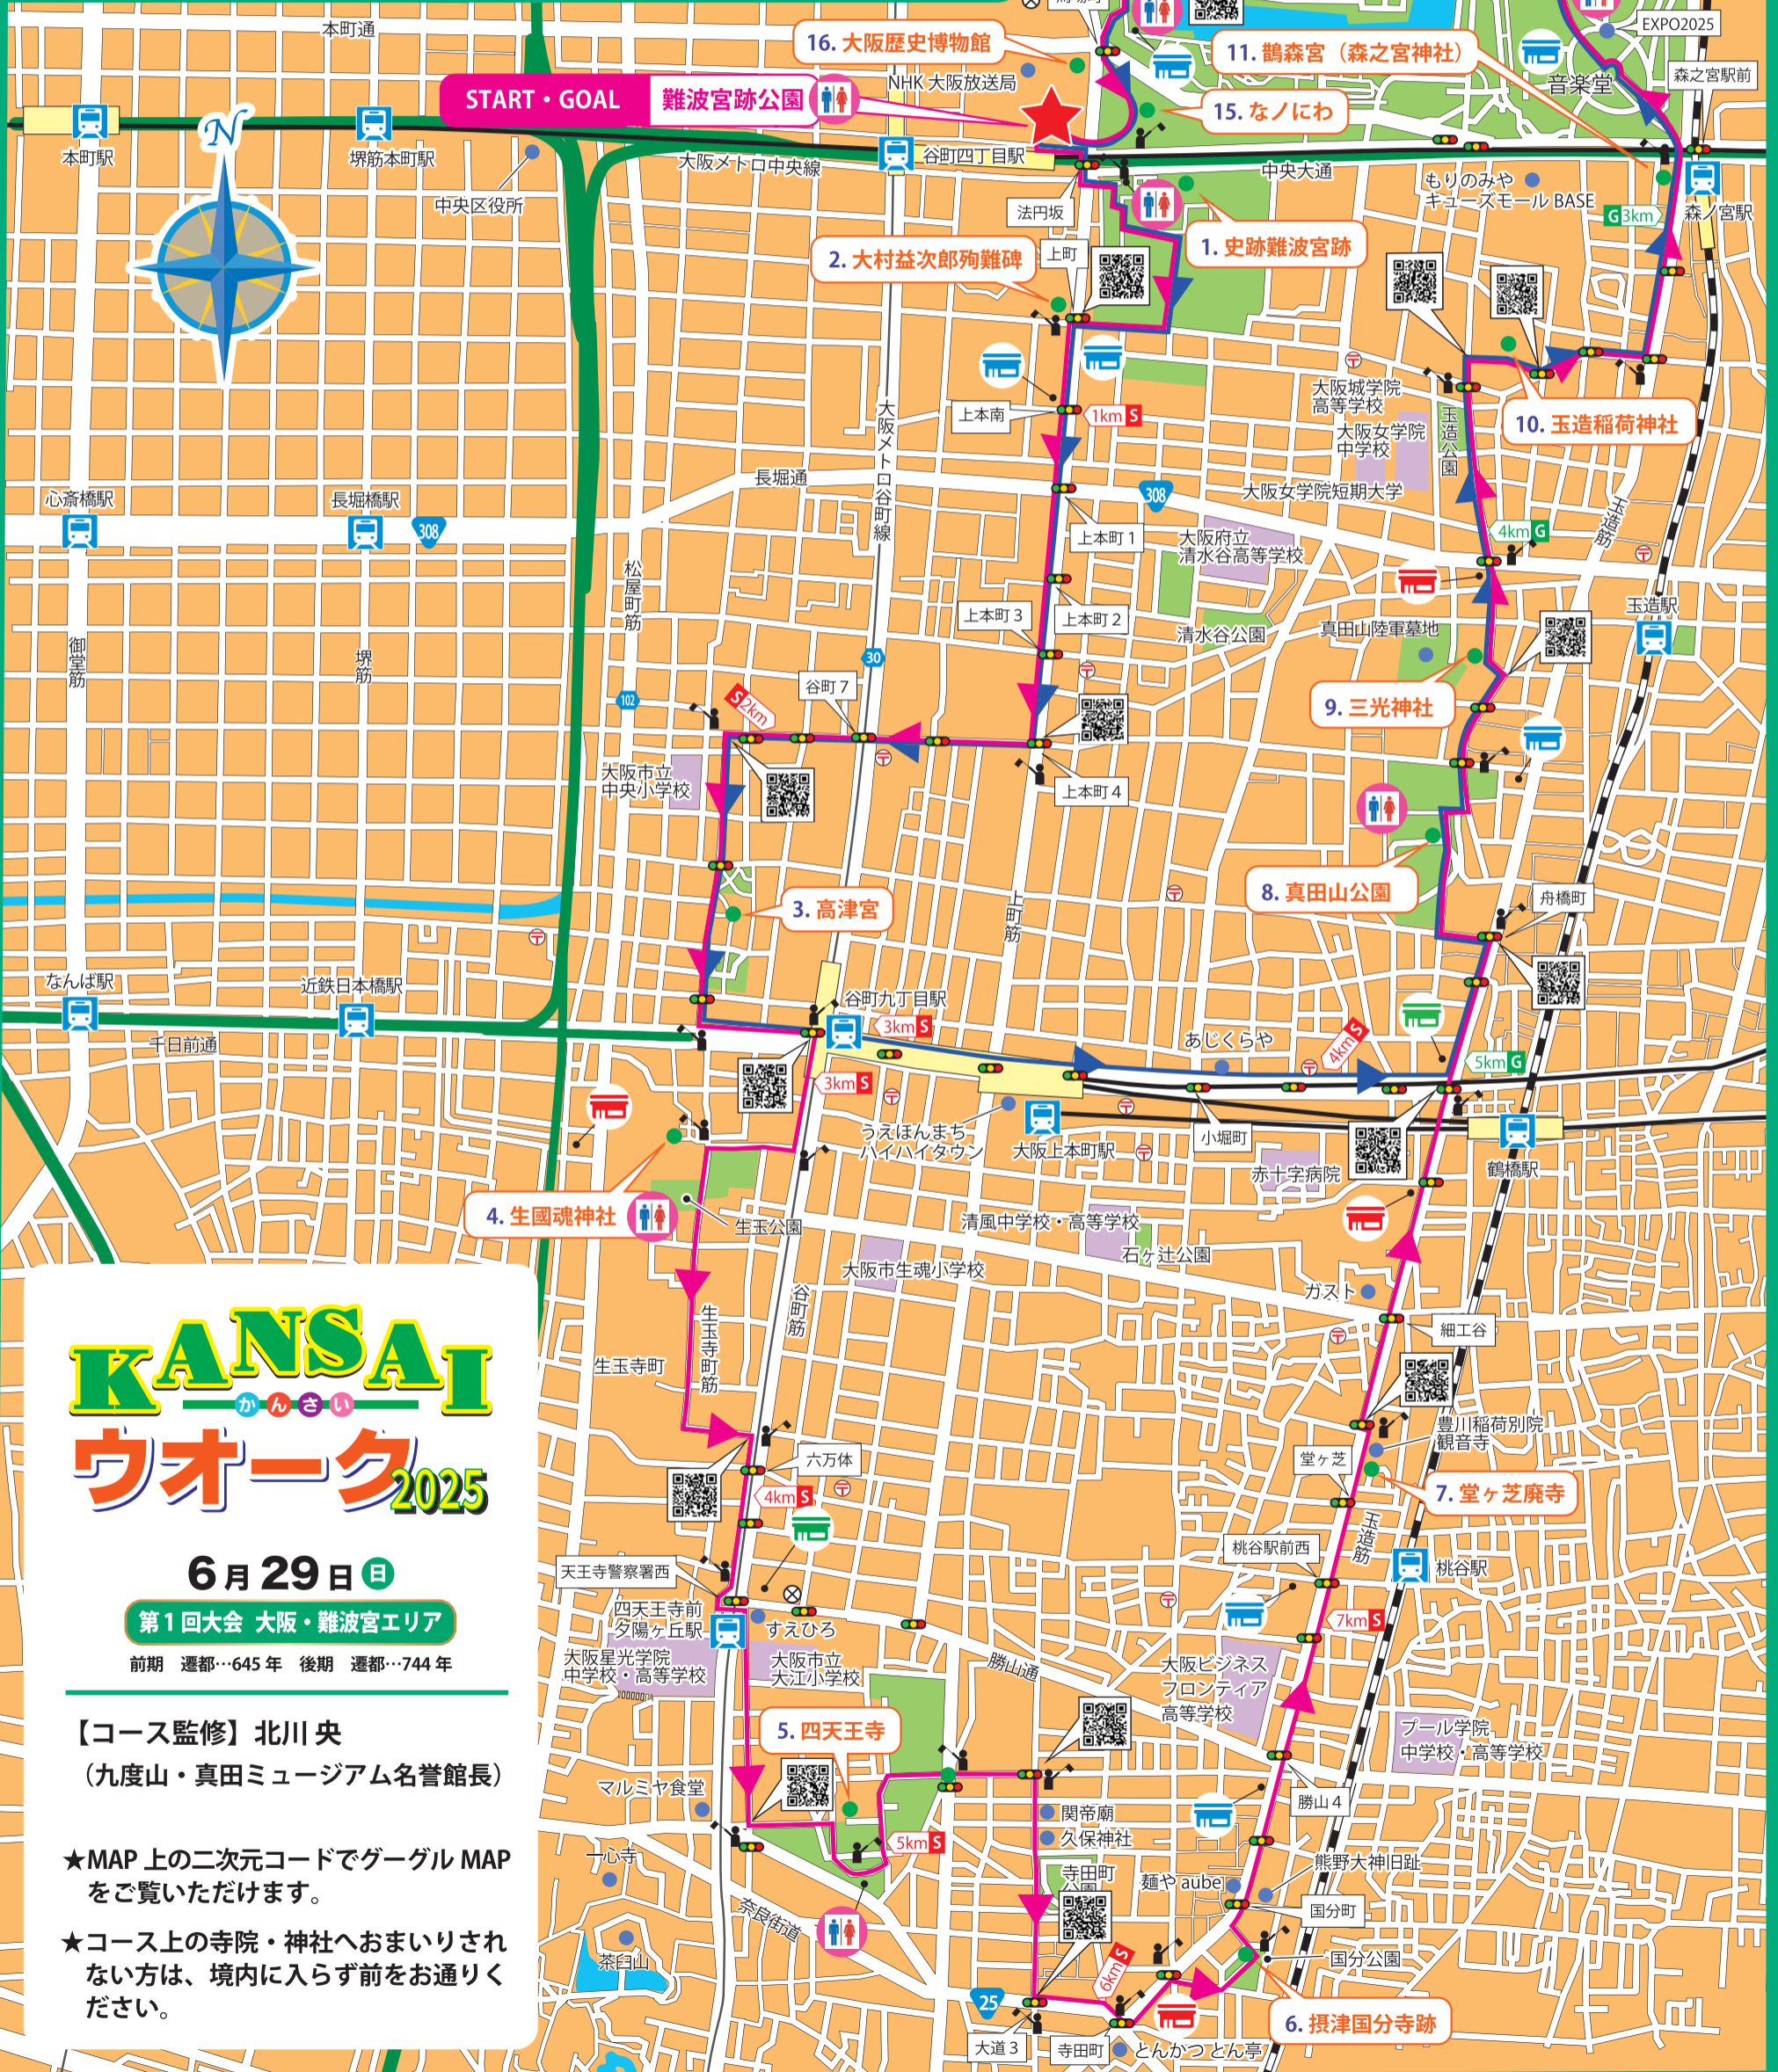 本町通
16. 大阪歴史博物館
NHK 大阪放送局
11. 鵲森宮（森之宮神社）
EXPO2025
音楽堂
森之宮駅前
START・GOAL 難波宮跡公園
15. なノにわ
N
本町駅
堺筋本町駅
中央区役所
大阪メトロ中央線
谷町四丁目駅
中央大通
もりのみや
キューズモール BASE
G 3km
森ノ宮駅
法円坂
上町
1. 史跡難波宮跡
2. 大村益次郎殉難碑
大阪城学院
高等学校
大阪女学院
中学校
玉造公園
10. 玉造稲荷神社
上本南
1km S
大阪メトロ谷町線
長堀通
308
大阪女学院短期大学
玉造筋
心斎橋駅
長堀橋駅
308
上本町 1
大阪府立
清水谷高等学校
4km G
松屋町筋
上本町 3
上本町 2
清水谷公園
真田山陸軍墓地
玉造駅
御堂筋
堺筋
30
102
谷町 7
S 2km
9. 三光神社
大阪市立
中央小学校
上本町 4
8. 真田山公園
舟橋町
3. 高津宮
上町筋
なんば駅
近鉄日本橋駅
谷町九丁目駅
3km S
千日前通
あじくらや
4km S
5km G
3km S
うえほんまち
ハイハイタウン
大阪上本町駅
小堀町
赤十字病院
鶴橋駅
4. 生國魂神社
生玉公園
清風中学校・高等学校
石ヶ辻公園
大阪市生魂小学校
谷町筋
ガスト
細工谷
生玉寺町筋
生玉寺町
KANSAI
かんさい
ウオーク
2025
豊川稲荷別院
観音寺
六万体
堂ヶ芝
4km S
7. 堂ヶ芝廃寺
玉造筋
桃谷駅前西
桃谷駅
6月29日 日
天王寺警察署西
四天王寺前
夕陽ヶ丘駅
すえひろ
7km S
第1回大会 大阪・難波宮エリア
前期 遷都…645 年 後期 遷都…744 年
大阪星光学院
中学校・高等学校
大阪市立
大江小学校
勝山通
大阪ビジネス
フロンティア
高等学校
【コース監修】北川 央
（九度山・真田ミュージアム名誉館長）
5. 四天王寺
プール学院
中学校・高等学校
マルミヤ食堂
関帝廟
久保神社
勝山 4
5km S
一心寺
寺田町
公園
麺や aube
熊野大神旧趾
★MAP 上の二次元コードでグーグル MAP
をご覧いただけます。
奈良街道
国分町
★コース上の寺院・神社へおまいりされ
ない方は、境内に入らず前をお通りく
ださい。
茶臼山
6km S
国分公園
25
6. 摂津国分寺跡
大道 3
寺田町
とんかつ とん亭